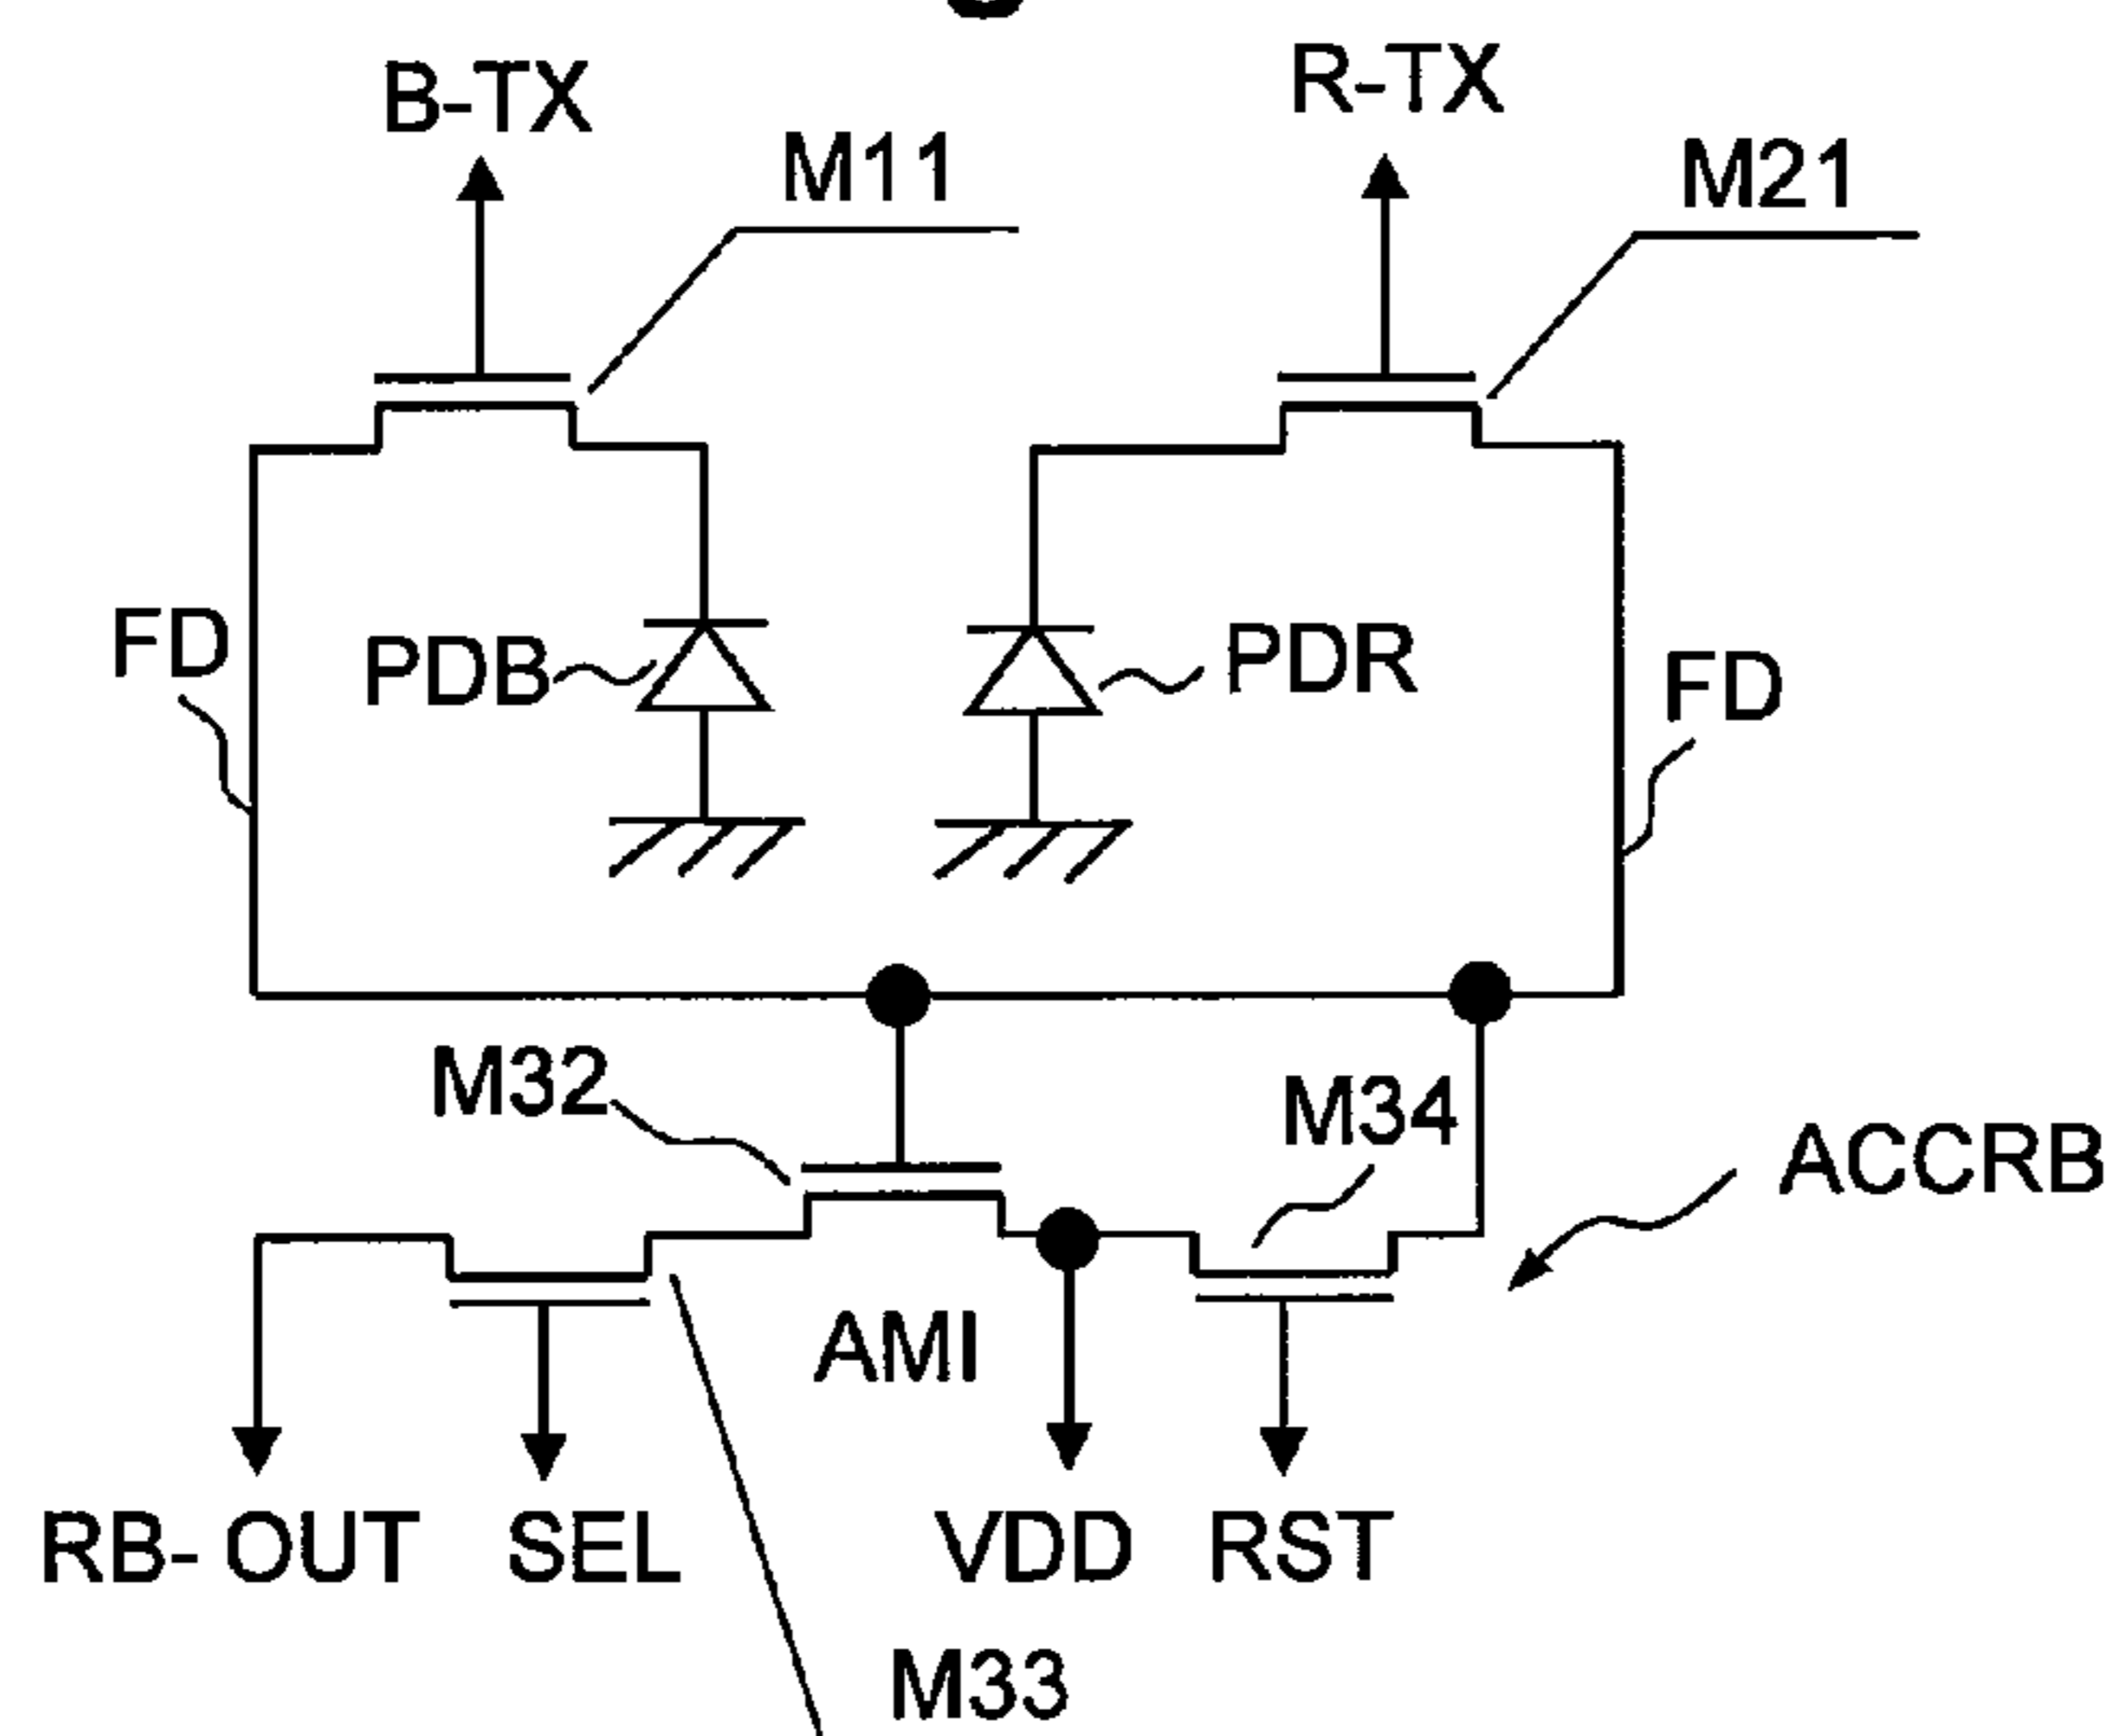 B-TX
R-TX
M11
M21
FD
PDB
PDR
FD
M32
M34
ACCRB
AMI
RB- OUT
SEL
VDD
RST
M33